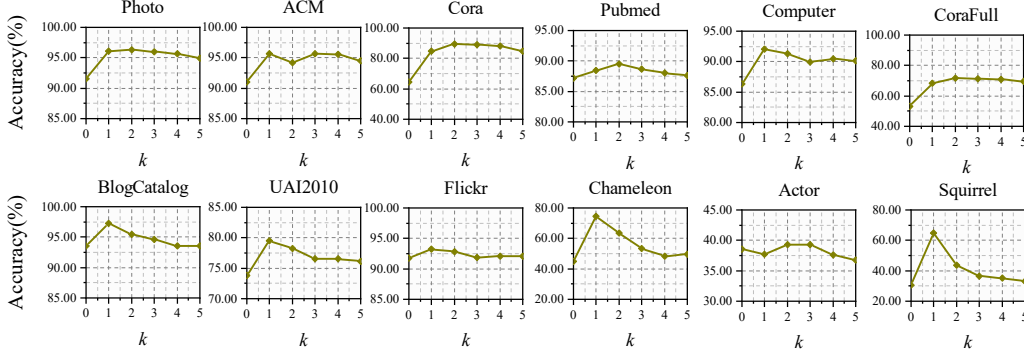 Photo ACM Cora Pubmed Computer CoraFull
Accuracy(%)
100.00 95.00 90.00 85.00
0 1 2 3 4 5
k
100.00 95.00 90.00 85.00
0 1 2 3 4 5
k
100.00 80.00 60.00 40.00
0 1 2 3 4 5
k
95.00 90.00 85.00 80.00
0 1 2 3 4 5
k
95.00 90.00 85.00 80.00
0 1 2 3 4 5
k
100.00 80.00 60.00 40.00
0 1 2 3 4 5
k
BlogCatalog UAI2010 Flickr Chameleon Actor Squirrel
Accuracy(%)
100.00 95.00 90.00 85.00
0 1 2 3 4 5
k
85.00 80.00 75.00 70.00
0 1 2 3 4 5
k
100.00 95.00 90.00 85.00
0 1 2 3 4 5
k
80.00 60.00 40.00 20.00
0 1 2 3 4 5
k
45.00 40.00 35.00 30.00
0 1 2 3 4 5
k
80.00 60.00 40.00 20.00
0 1 2 3 4 5
k